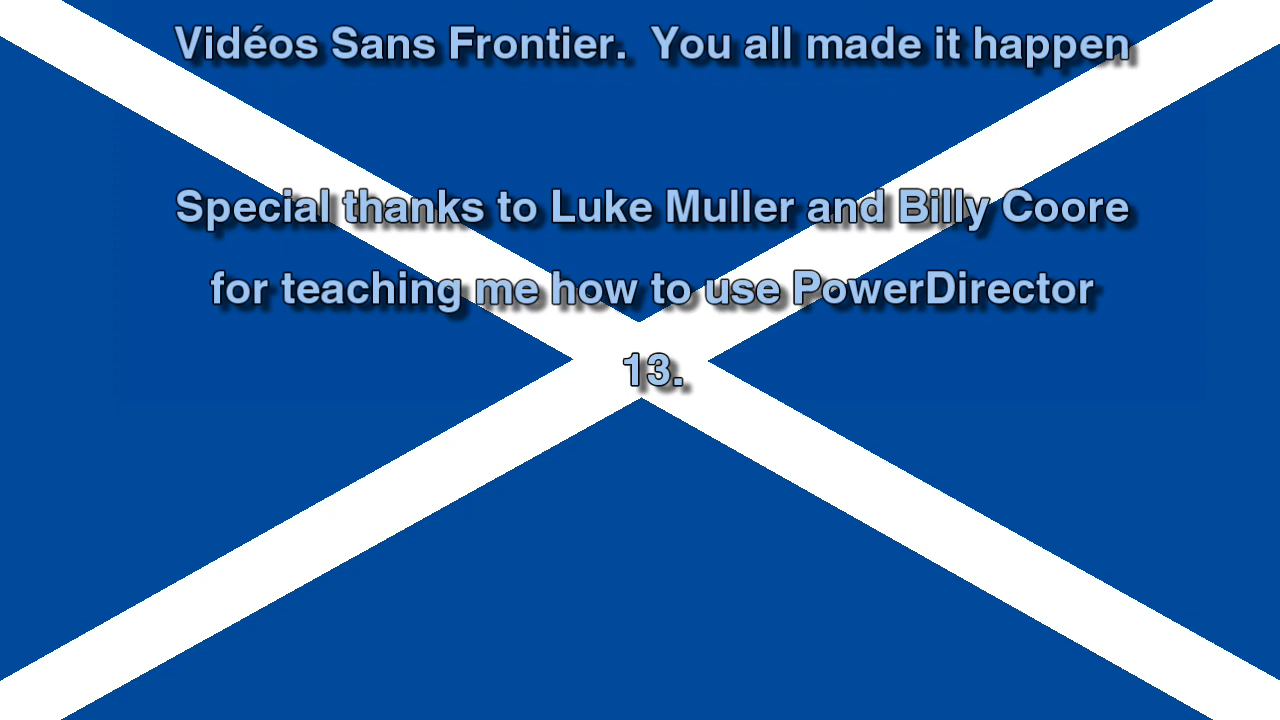 Vidéos Sans Frontier.  You all made it happen
Special thanks to Luke Muller and Billy Coore
for teaching me how to use PowerDirector
13.